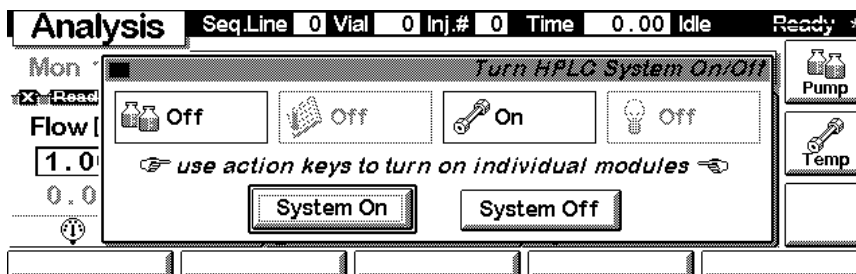 Analysis Seq.Line 0 Vial 0 Inj.# 0 Time 0.00 Idle Ready
Mon
Turn HPLC System On/Off
Pump
Off Off On Off
Flow [
1.0
use action keys to turn on individual modules
Temp
0.0
System On System Off